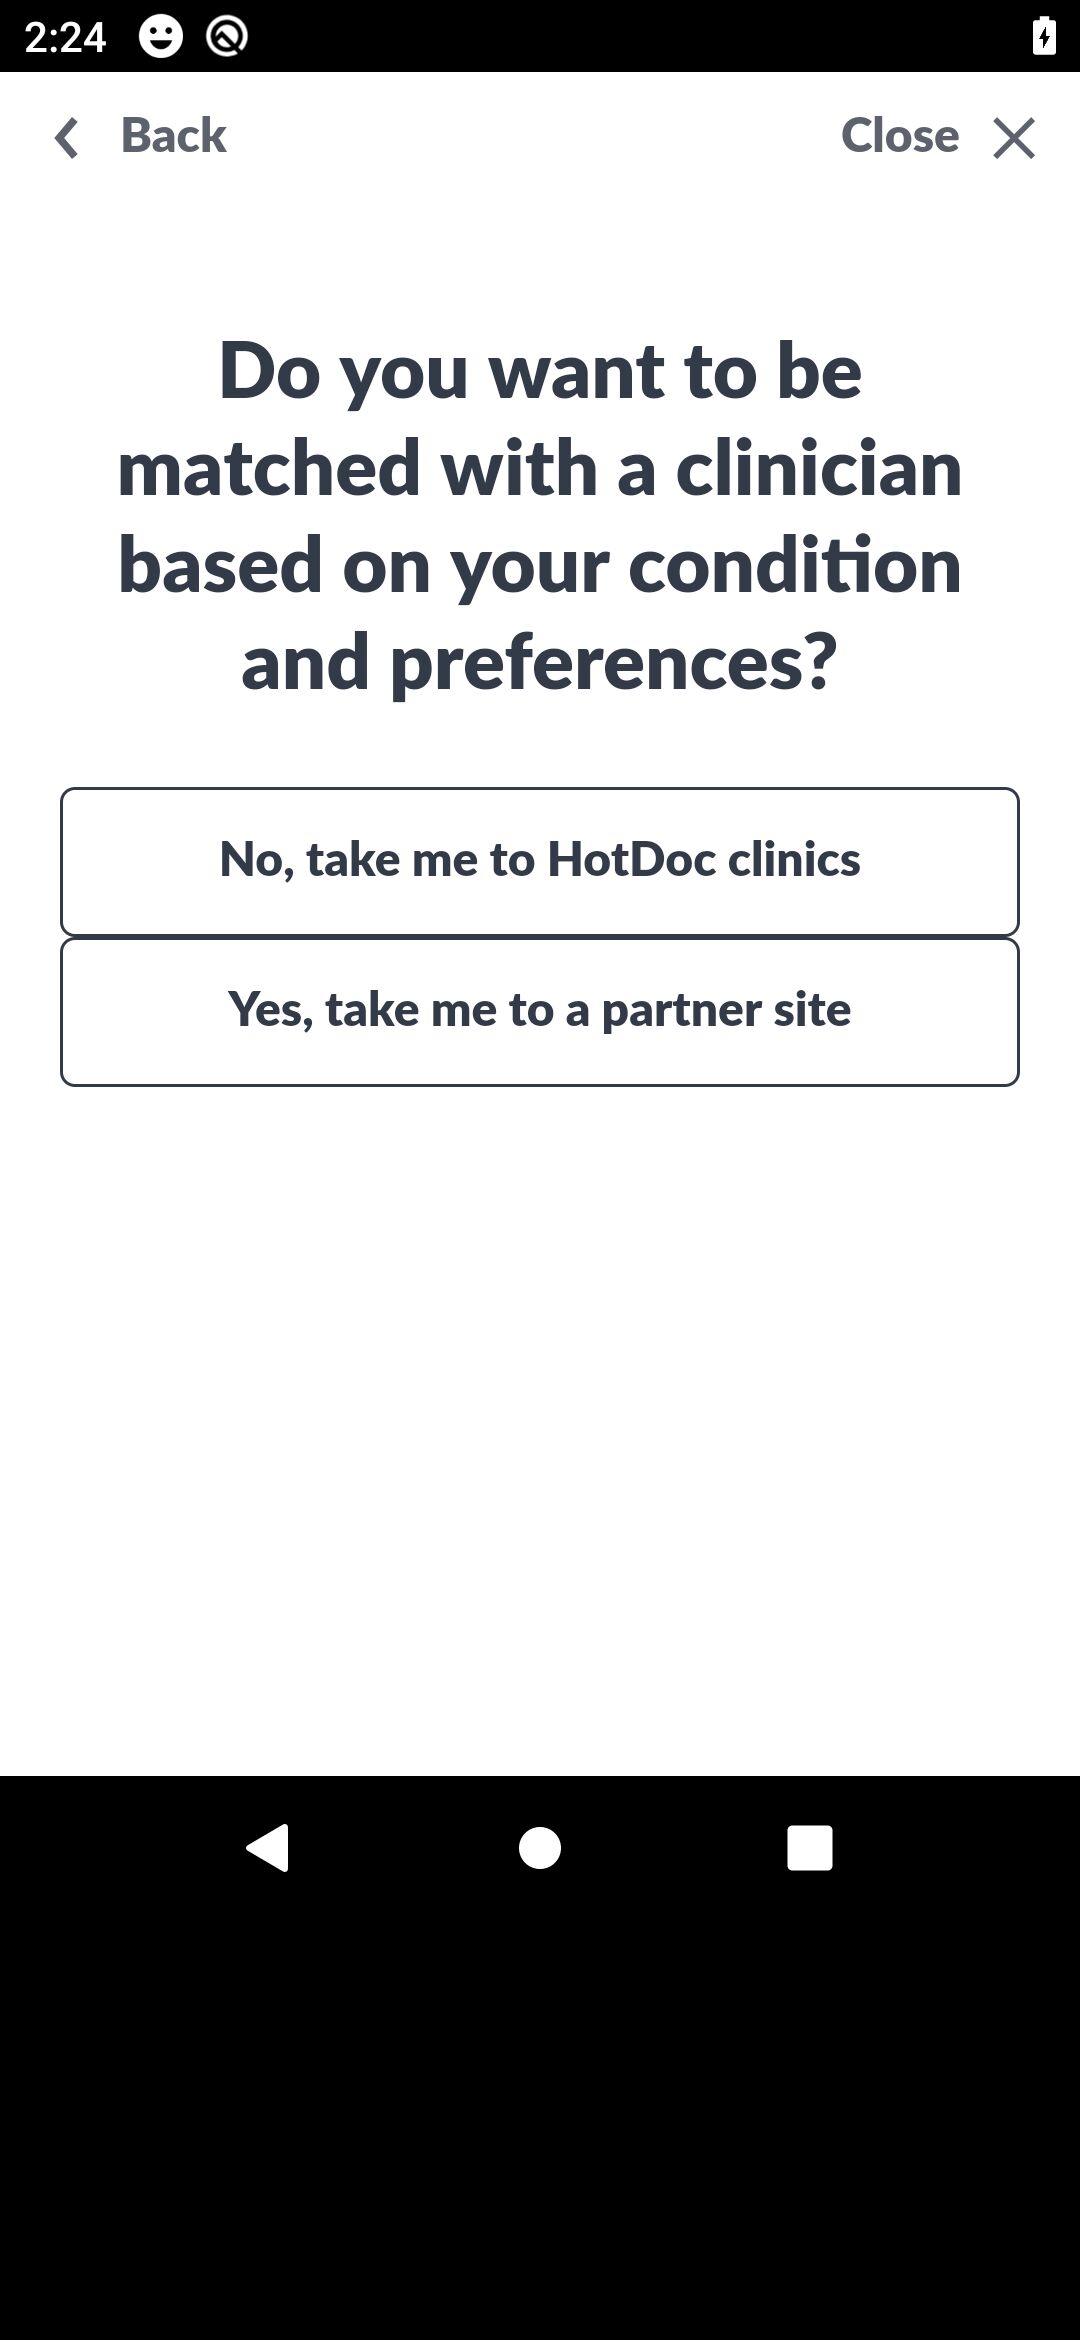 2:24
Back
Close
Do you want to be
matched with a clinician
based on your condition
and preferences?
No, take me to HotDoc clinics
Yes, take me to a partner site